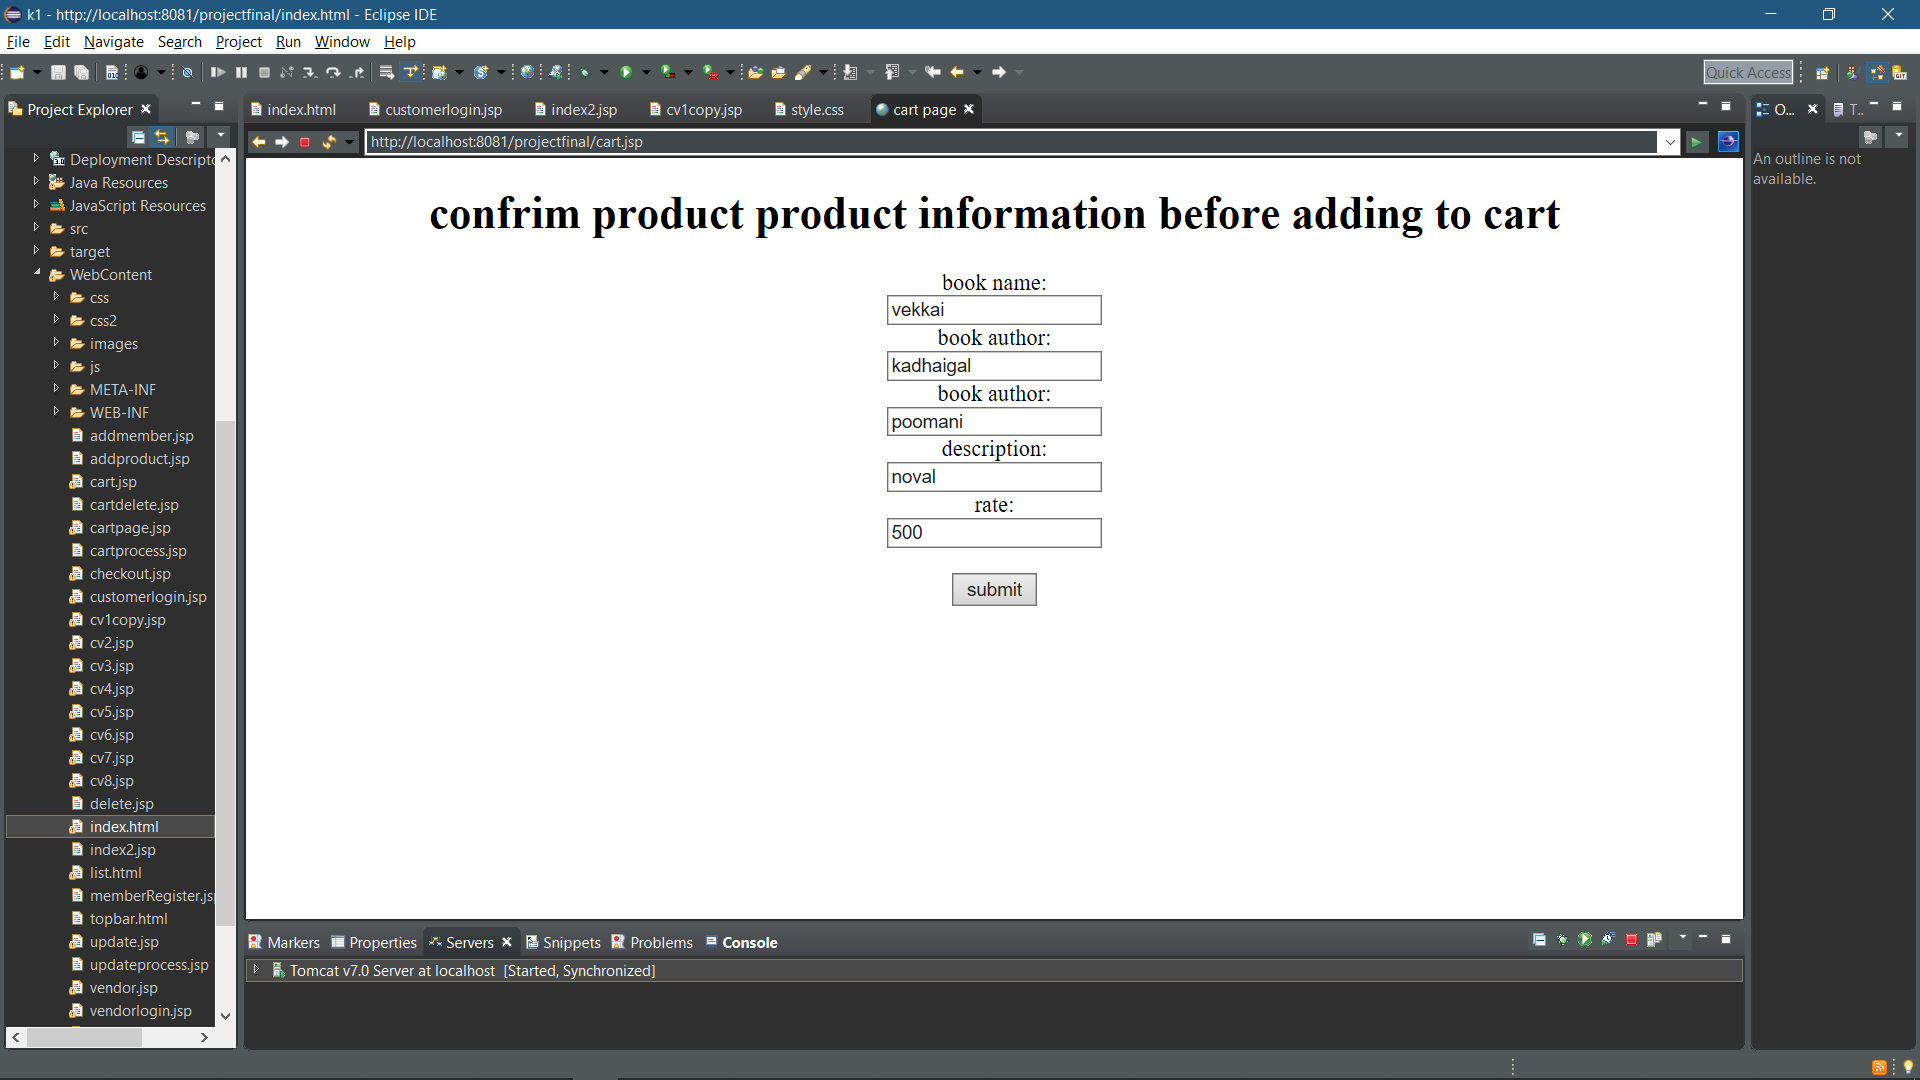 k1 - http://localhost:8081/projectfinal/index.html - Eclipse IDE
File Edit Navigate Search Project Run Window Help
Quick Access
Project Explorer
index.html customerlogin.jsp index2.jsp cv1copy.jsp style.css cart page
O... T..
http://localhost:8081/projectfinal/cart.jsp
Deployment Descripto
Java Resources
JavaScript Resources
src
target
WebContent
css
css2
images
js
META-INF
WEB-INF
addmember.jsp
addproduct.jsp
cart.jsp
cartdelete.jsp
cartpage.jsp
cartprocess.jsp
checkout.jsp
customerlogin.jsp
cv1copy.jsp
cv2.jsp
cv3.jsp
cv4.jsp
cv5.jsp
cv6.jsp
cv7.jsp
cv8.jsp
delete.jsp
index.html
index2.jsp
list.html
memberRegister.jsp
topbar.html
update.jsp
updateprocess.jsp
vendor.jsp
vendorlogin.jsp
confrim product product information before adding to cart
book name:
vekkai
book author:
kadhaigal
book author:
poomani
description:
noval
rate:
500
submit
An outline is not
available.
Markers Properties Servers Snippets Problems Console
Tomcat v7.0 Server at localhost [Started, Synchronized]